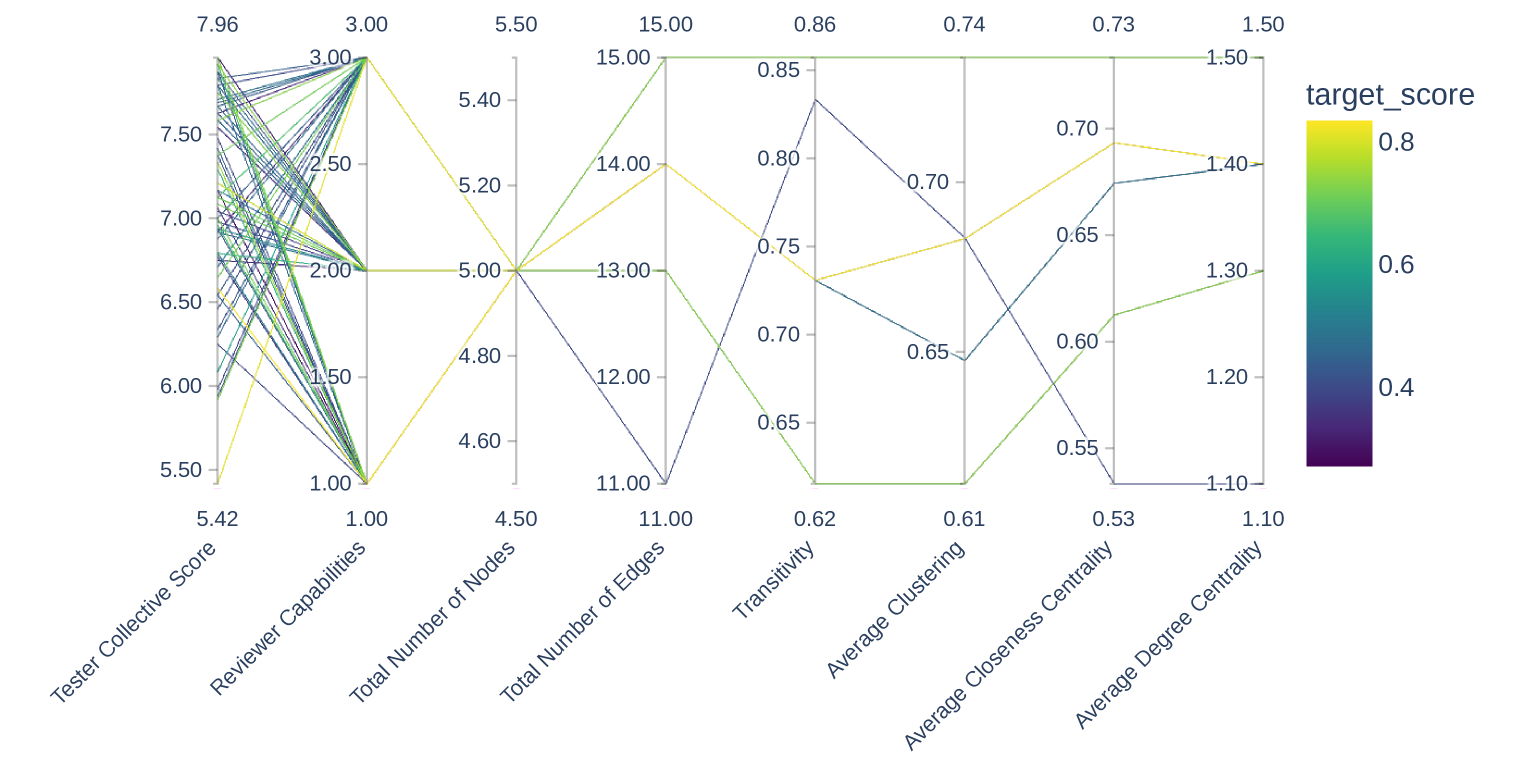 7.96 3.00 5.50 15.00 0.86 0.74 0.73 1.50
3.00 15.00 1.50
0.85
target_score
5.40
7.50 0.70 0.8
0.80
2.50 14.00 1.40
5.20 0.70
7.00
0.75 0.65
2.00 5.00 13.00 1.30 0.6
6.50
0.70 0.60
4.80 0.65
1.50 12.00 1.20
6.00 0.4
0.65
4.60 0.55
5.50
1.00 11.00 1.10
5.42 1.00 4.50 11.00 0.62 0.61 0.53 1.10
Tester Collective Score
Reviewer Capabilities
Total Number of Nodes
Total Number of Edges
Transitivity
Average Clustering
Average Closeness Centrality
Average Degree Centrality